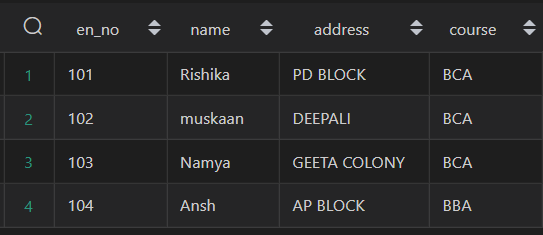 en_no name address course
1 101 Rishika PD BLOCK BCA
2 102 muskaan DEEPALI BCA
3 103 Namya GEETA COLONY BCA
4 104 Ansh AP BLOCK BBA